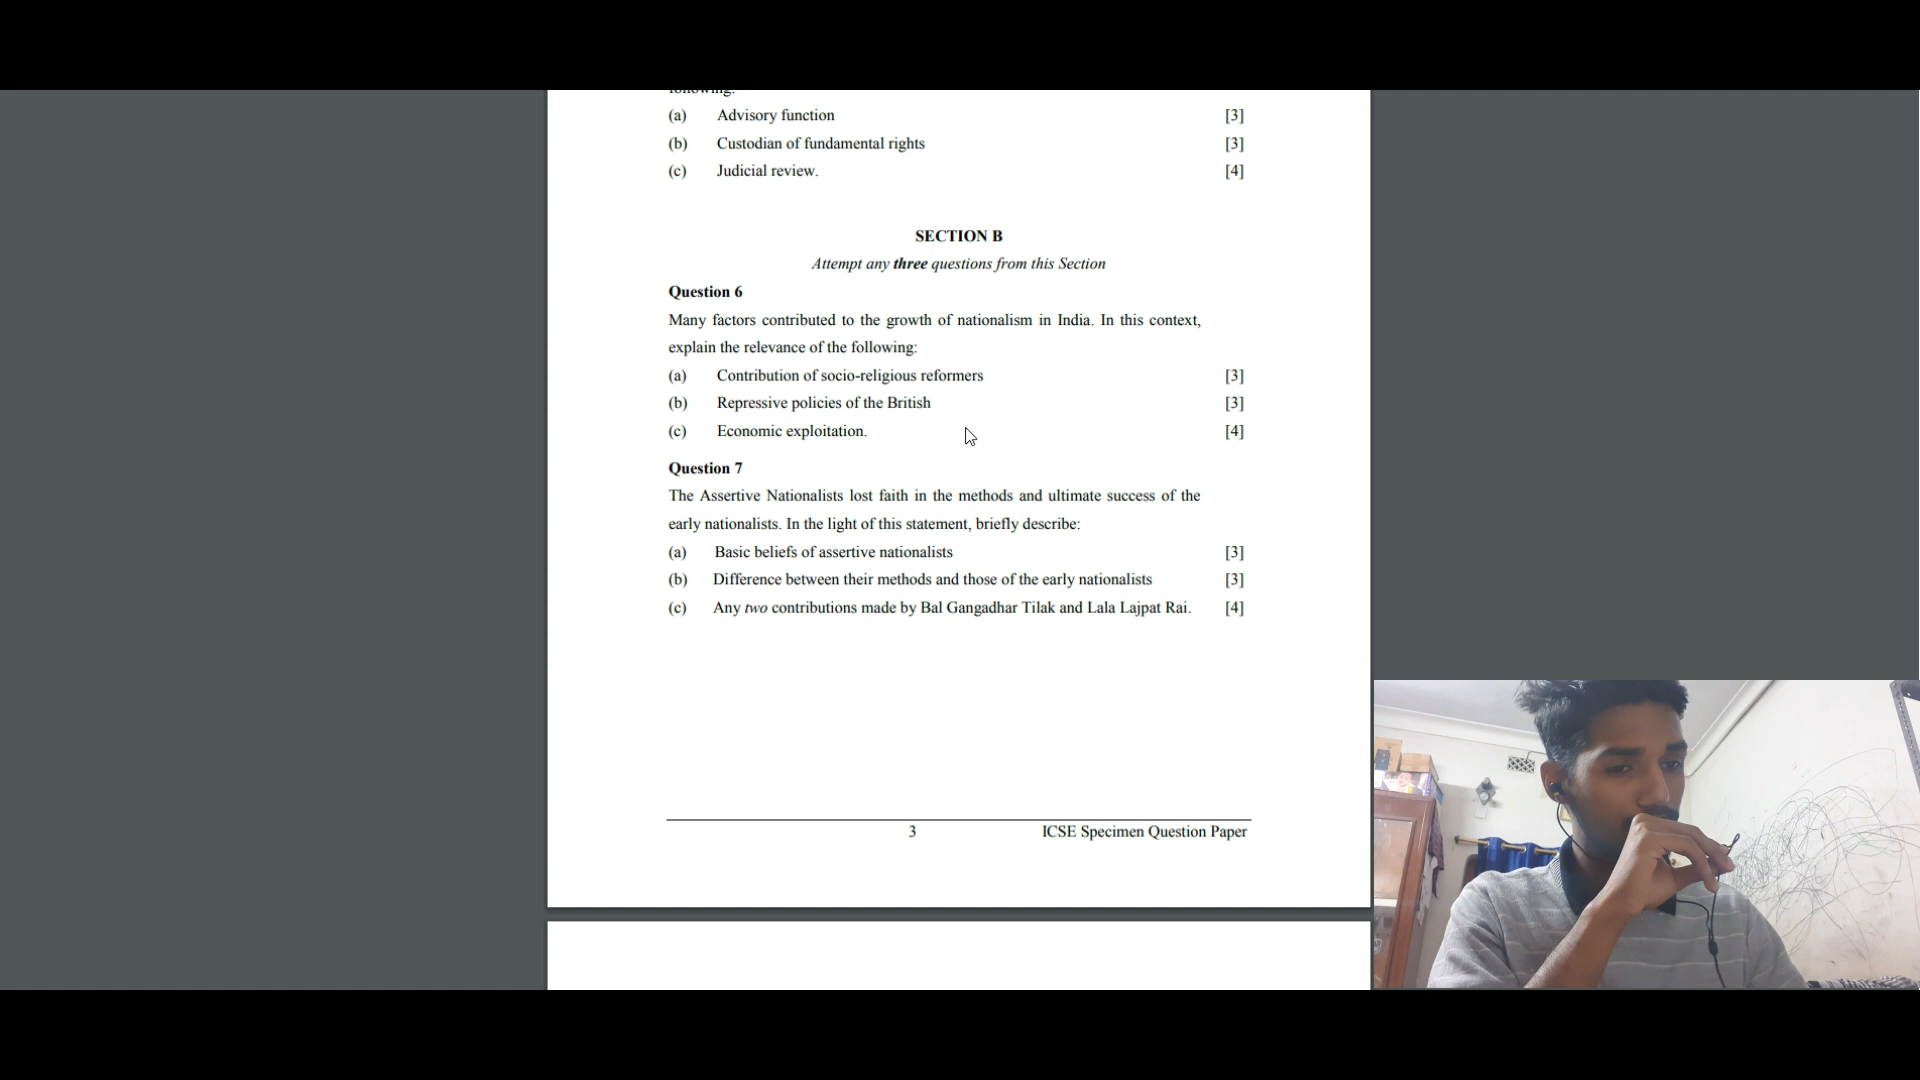 following:
(a) Advisory function [3]
(b) Custodian of fundamental rights [3]
(c) Judicial review. [4]
SECTION B
Attempt any three questions from this Section
Question 6
Many factors contributed to the growth of nationalism in India. In this context,
explain the relevance of the following:
(a) Contribution of socio-religious reformers [3]
(b) Repressive policies of the British [3]
(c) Economic exploitation. [4]
Question 7
The Assertive Nationalists lost faith in the methods and ultimate success of the
early nationalists. In the light of this statement, briefly describe:
(a) Basic beliefs of assertive nationalists [3]
(b) Difference between their methods and those of the early nationalists [3]
(c) Any two contributions made by Bal Gangadhar Tilak and Lala Lajpat Rai. [4]
3 ICSE Specimen Question Paper